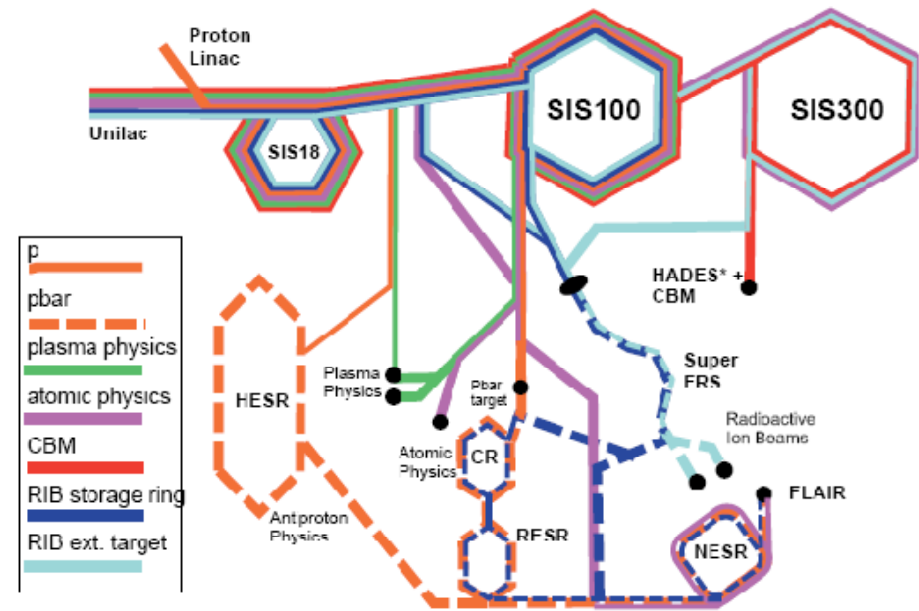 Proton
Linac
Unilac
SIS18
SIS100
SIS300
p
pbar
plasma physics
atomic physics
CBM
RIB storage ring
RIB ext. target
HESR
Plasma
Physics
Pbar
target
HADES* +
CBM
Super
FRS
Atomic
Physics
CR
Radioactive
Ion Beams
FLAIR
Antproton
Physics
RESR
NESR